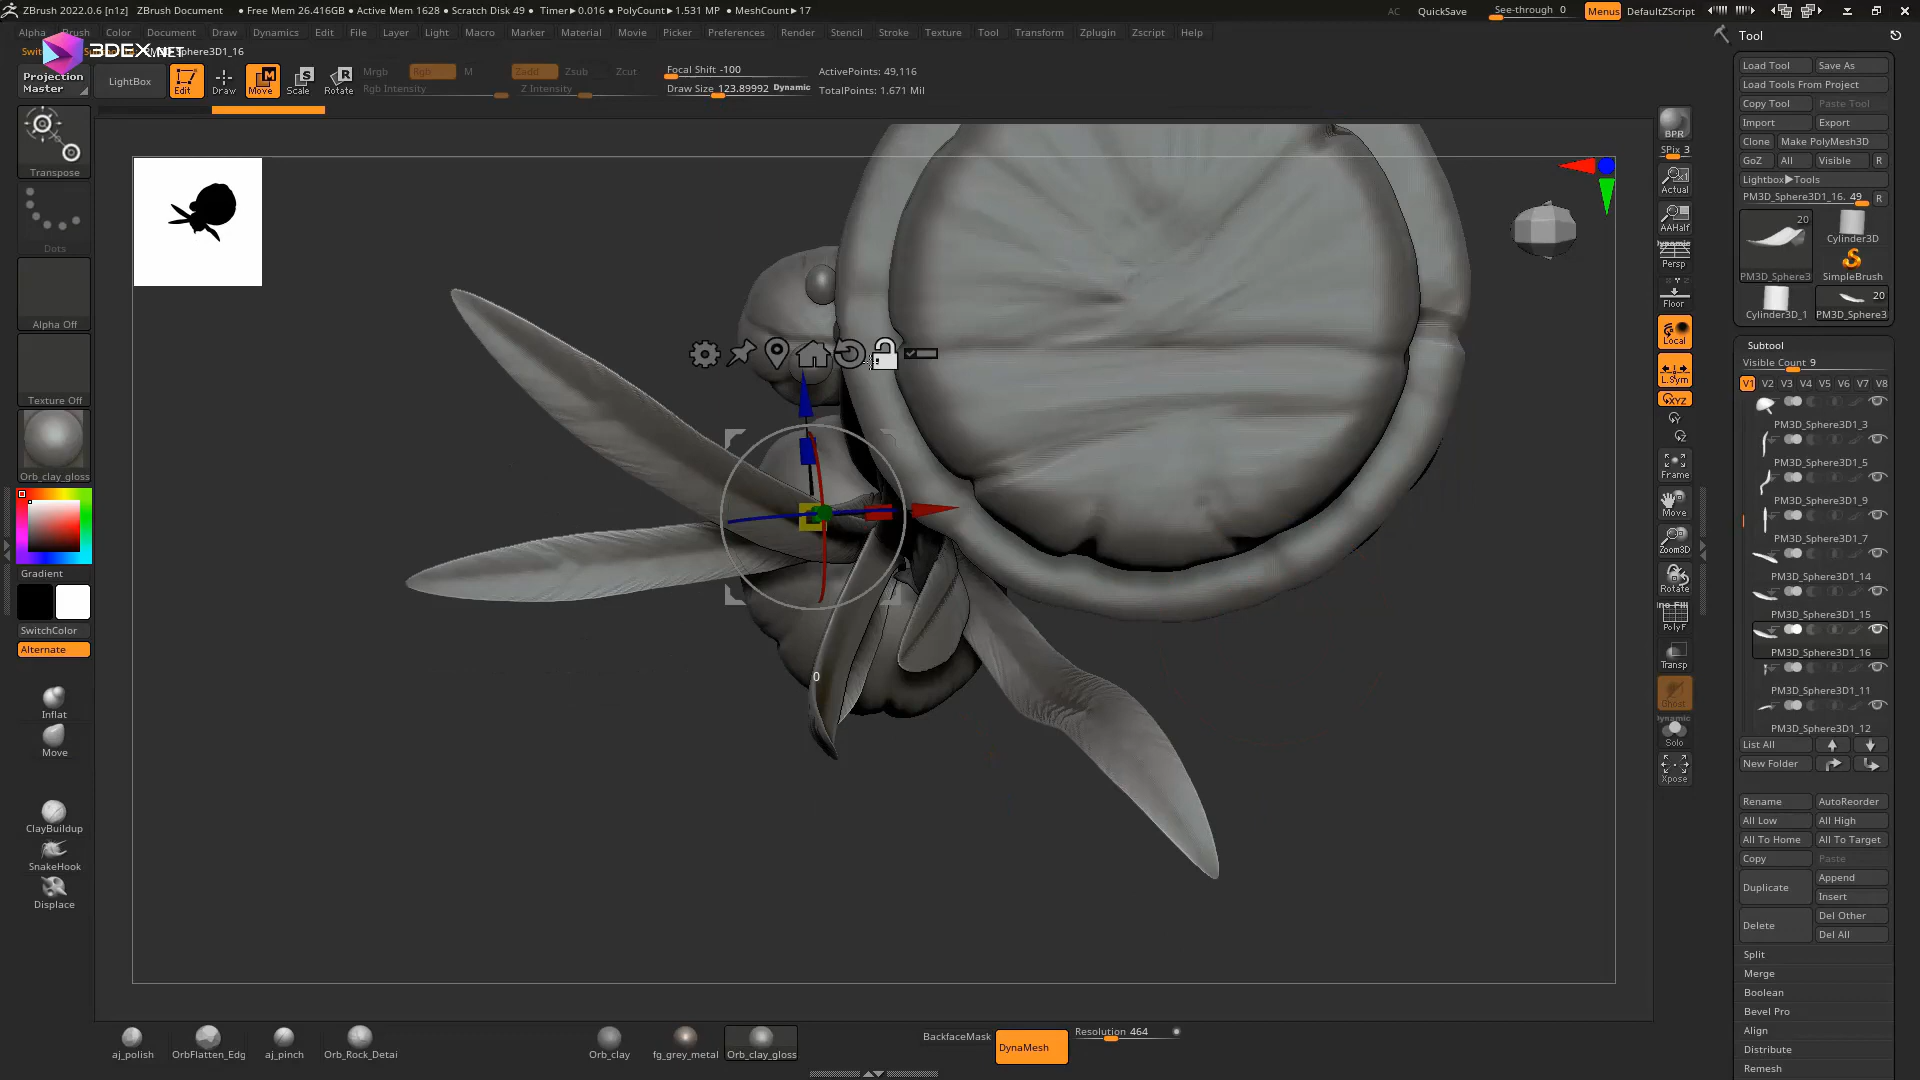 ZBrush 2022.0.6 [n1z] ZBrush Document • Free Mem 26.416GB • Active Mem 1628 • Scratch Disk 49 • Timer▸0.016 • PolyCount▸1.531 MP • MeshCount▸17 AC QuickSave See-through 0 Menus DefaultZScript
Alpha Brush Color Document Draw Dynamics Edit File Layer Light Macro Marker Material Movie Picker Preferences Render Stencil Stroke Texture Tool Transform Zplugin Zscript Help
3DEX.NET
Sphere3D1_16
Projection Master
LightBox
Edit
Draw
Move
Scale
Rotate
Mrgb Rgb M
Rgb Intensity
Zadd Zsub Zcut
Z Intensity
Focal Shift -100
Draw Size 123.89992 Dynamic
ActivePoints: 49,116
TotalPoints: 1.671 Mil
Transpose
Dots
Alpha Off
Texture Off
Orb_clay_gloss
Gradient
SwitchColor
Alternate
Inflat
Move
ClayBuildup
SnakeHook
Displace
0
BPR
SPix 3
Actual
AAHalf
Dynamic
Persp
Floor
Local
L.Sym
XYZ
Y
Z
Frame
Move
Zoom3D
Rotate
PolyF
Transp
Ghost
Dynamic
Solo
Xpose
Tool
Load Tool Save As
Load Tools From Project
Copy Tool Paste Tool
Import Export
Clone Make PolyMesh3D
GoZ All Visible R
Lightbox▸Tools
PM3D_Sphere3D1_16. 49 R
20
PM3D_Sphere3
Cylinder3D
SimpleBrush
Cylinder3D_1
20
PM3D_Sphere3
Subtool
Visible Count 9
V1 V2 V3 V4 V5 V6 V7 V8
PM3D_Sphere3D1_3
PM3D_Sphere3D1_5
PM3D_Sphere3D1_9
PM3D_Sphere3D1_7
PM3D_Sphere3D1_14
PM3D_Sphere3D1_15
PM3D_Sphere3D1_16
PM3D_Sphere3D1_11
PM3D_Sphere3D1_12
List All
New Folder
Rename AutoReorder
All Low All High
All To Home All To Target
Copy Paste
Duplicate Append
Insert
Delete Del Other
Del All
Split
Merge
Boolean
Bevel Pro
Align
Distribute
Remesh
aj_polish
OrbFlatten_Edg
aj_pinch
Orb_Rock_Detai
Orb_clay
fg_grey_metal
Orb_clay_gloss
BackfaceMask
DynaMesh
Resolution 464